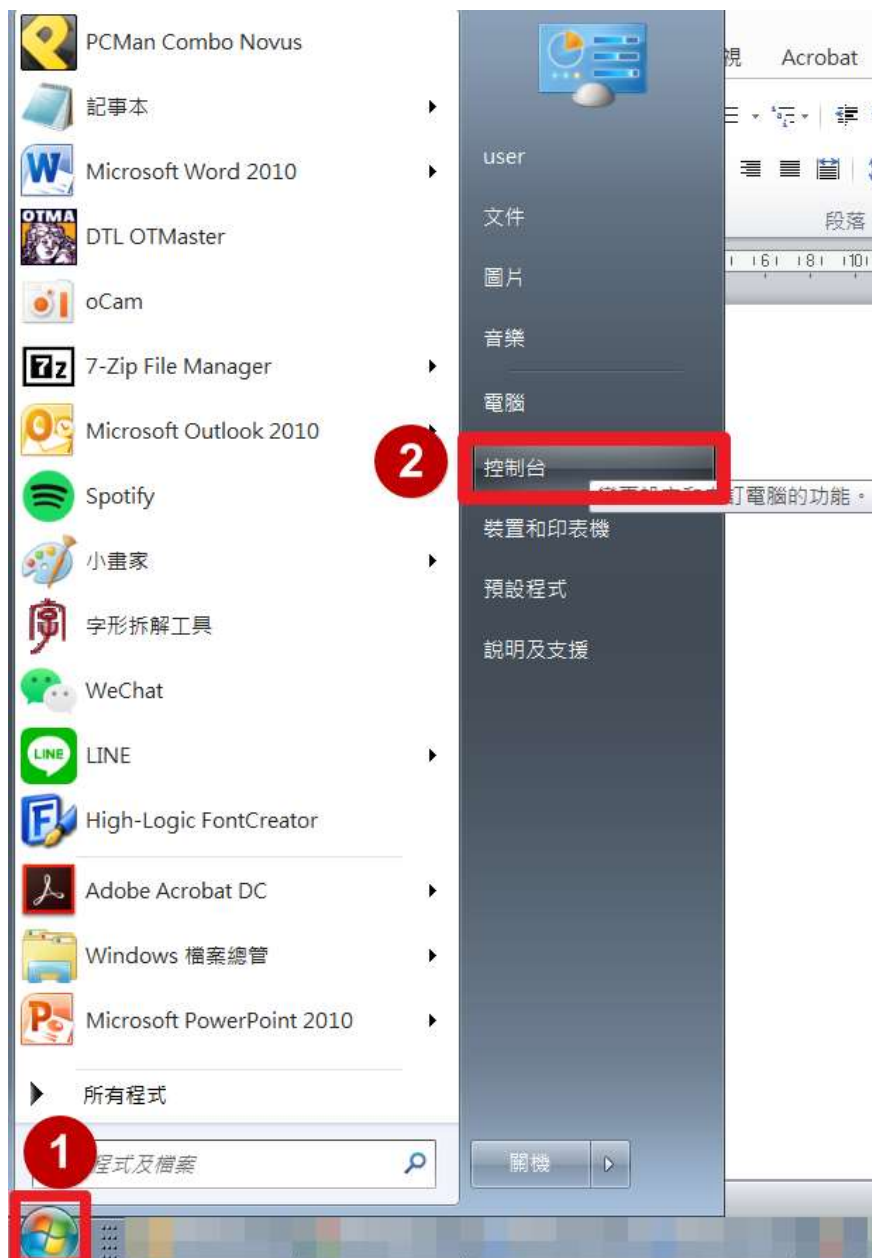 PCMan Combo Novus
記事本
Microsoft Word 2010
OTMA
DTL OTMaster
oCam
7z
7-Zip File Manager
Microsoft Outlook 2010
Spotify
小畫家
字形拆解工具
WeChat
LINE
LINE
High-Logic FontCreator
Adobe Acrobat DC
Windows 檔案總管
Microsoft PowerPoint 2010
所有程式
1
程式及檔案
user
文件
圖片
音樂
電腦
2
控制台
訂電腦的功能。
裝置和印表機
預設程式
說明及支援
關機
視 Acrobat
段落
6 8 10